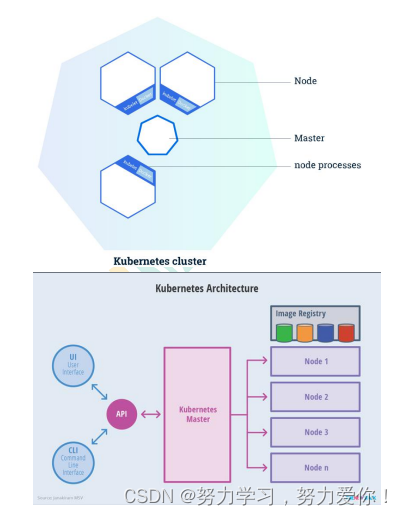 Node
Master
node processes
Kubernetes cluster
Kubernetes Architecture
Image Registry
UI
User
Interface
Node 1
Node 2
API
Kubernetes
Master
Node 3
CLI
Command
Line
Interface
Node n
CSDN @努力学习，努力爱你！